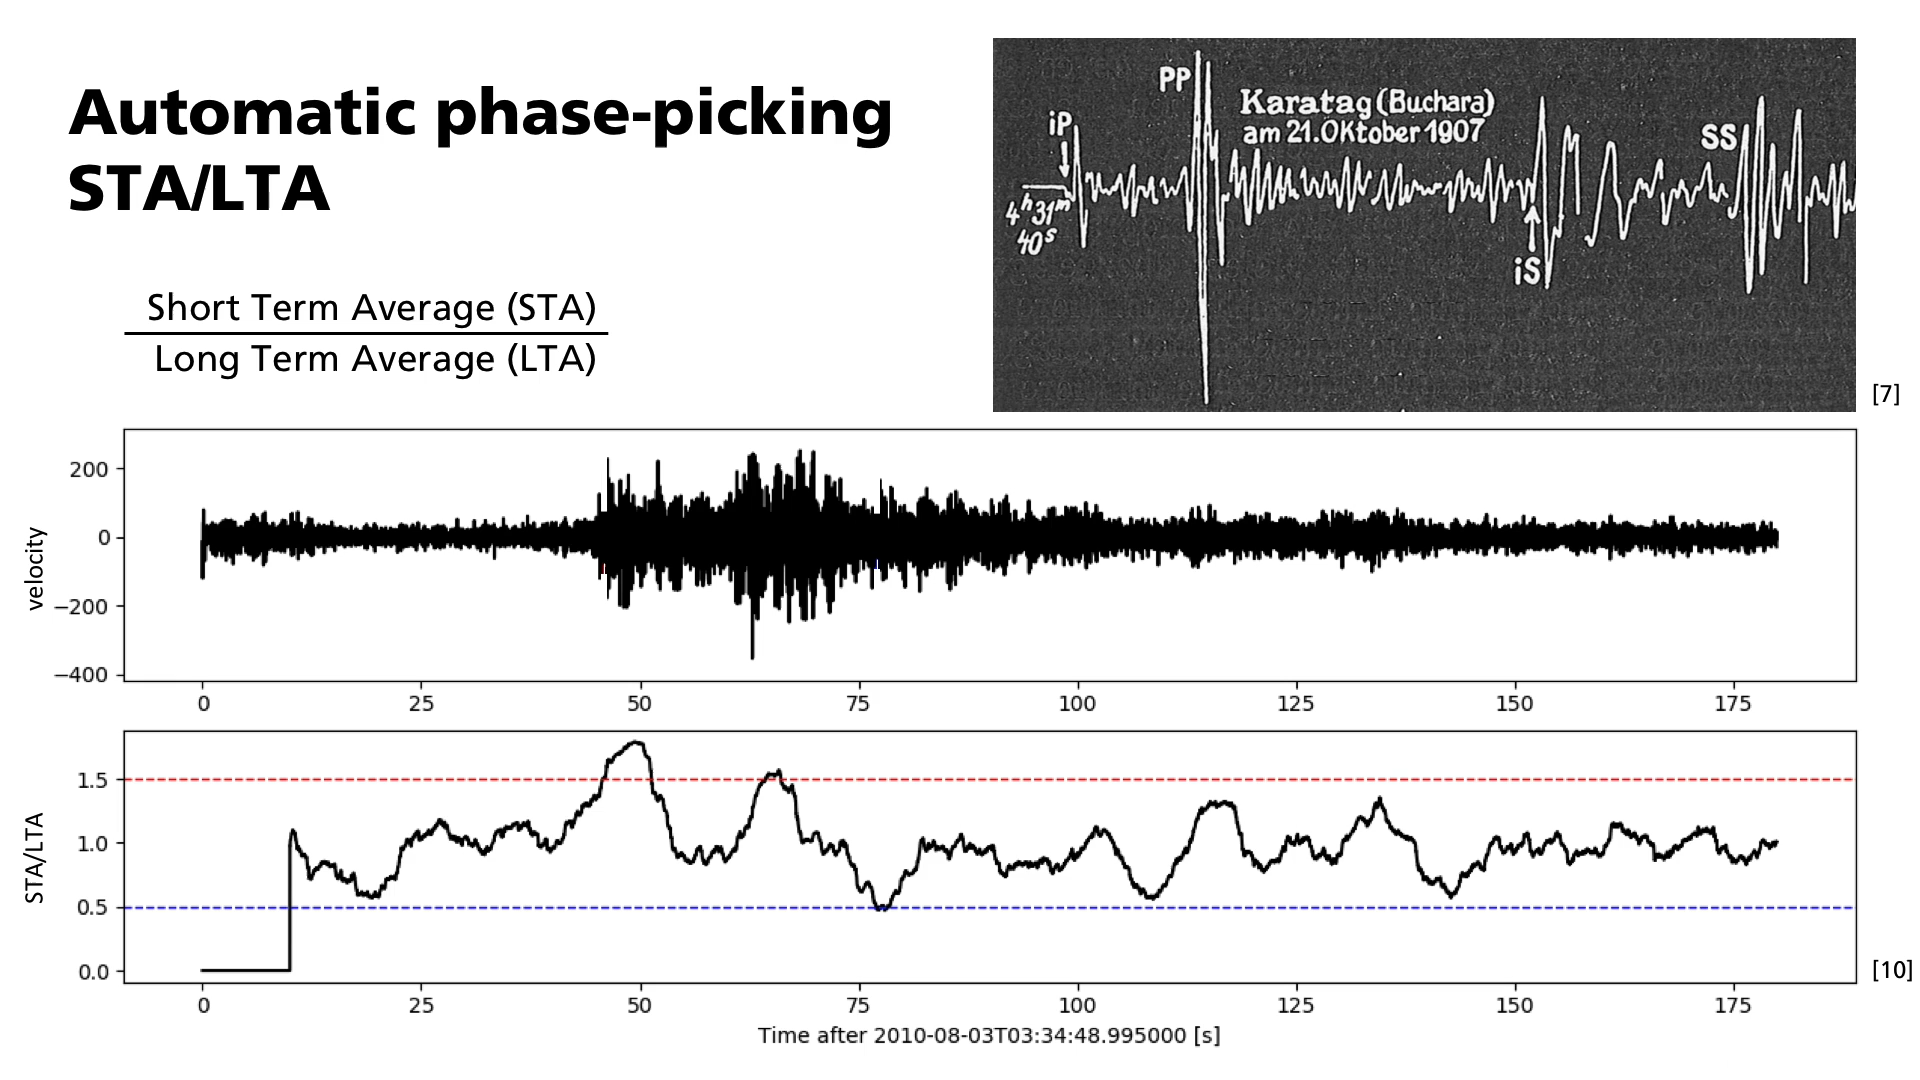 Automatic phase-picking
STA/LTA
Short Term Average (STA)
Long Term Average (LTA)
PP
iP
Karatag (Buchara)
am 21. Oktober 1907
SS
4h 31m
40s
iS
[7]
velocity
200
0
−200
−400
0 25 50 75 100 125 150 175
STA/LTA
1.5
1.0
0.5
0.0
[10]
0 25 50 75 100 125 150 175
Time after 2010-08-03T03:34:48.995000 [s]